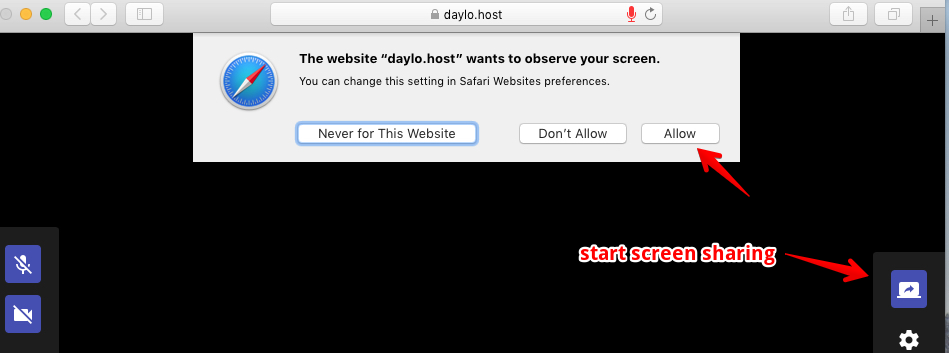 daylo.host
The website “daylo.host” wants to observe your screen.
You can change this setting in Safari Websites preferences.
Never for This Website
Don’t Allow
Allow
start screen sharing